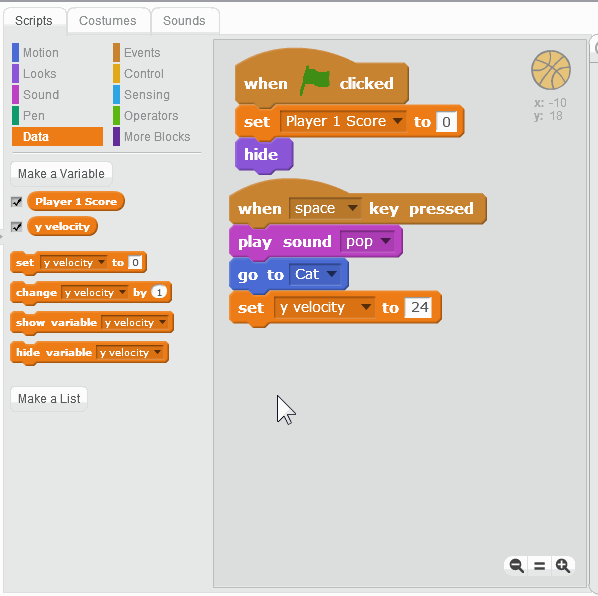 Scripts Costumes Sounds
Motion Events
Looks Control
Sound Sensing
Pen Operators
Data More Blocks
Make a Variable
Player 1 Score
y velocity
set y velocity to 0
change y velocity by 1
show variable y velocity
hide variable y velocity
Make a List
when clicked
set Player 1 Score to 0
hide
when space key pressed
play sound pop
go to Cat
set y velocity to 24
x: -10
y: 18